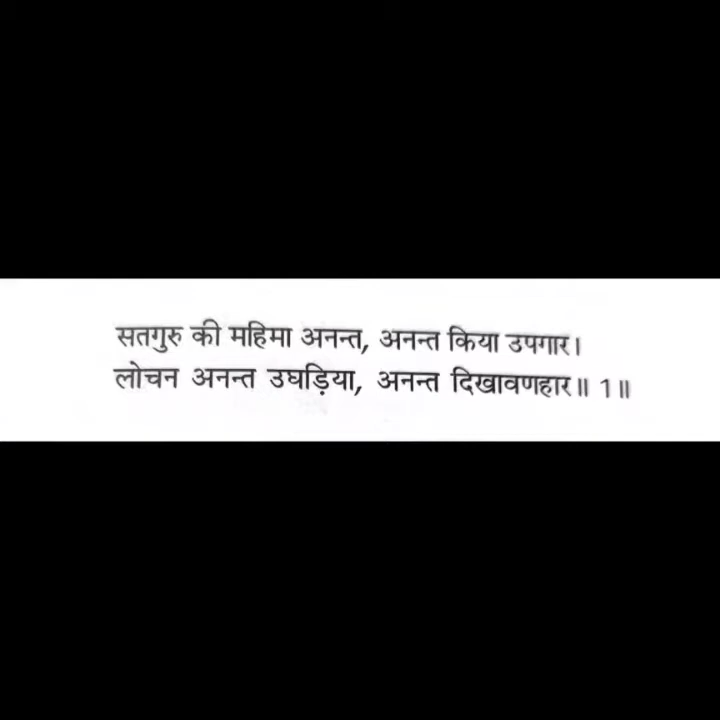 सतगुरु की महिमा अनन्त, अनन्त किया उपगार।
लोचन अनन्त उघड़िया, अनन्त दिखावणहार॥ 1॥